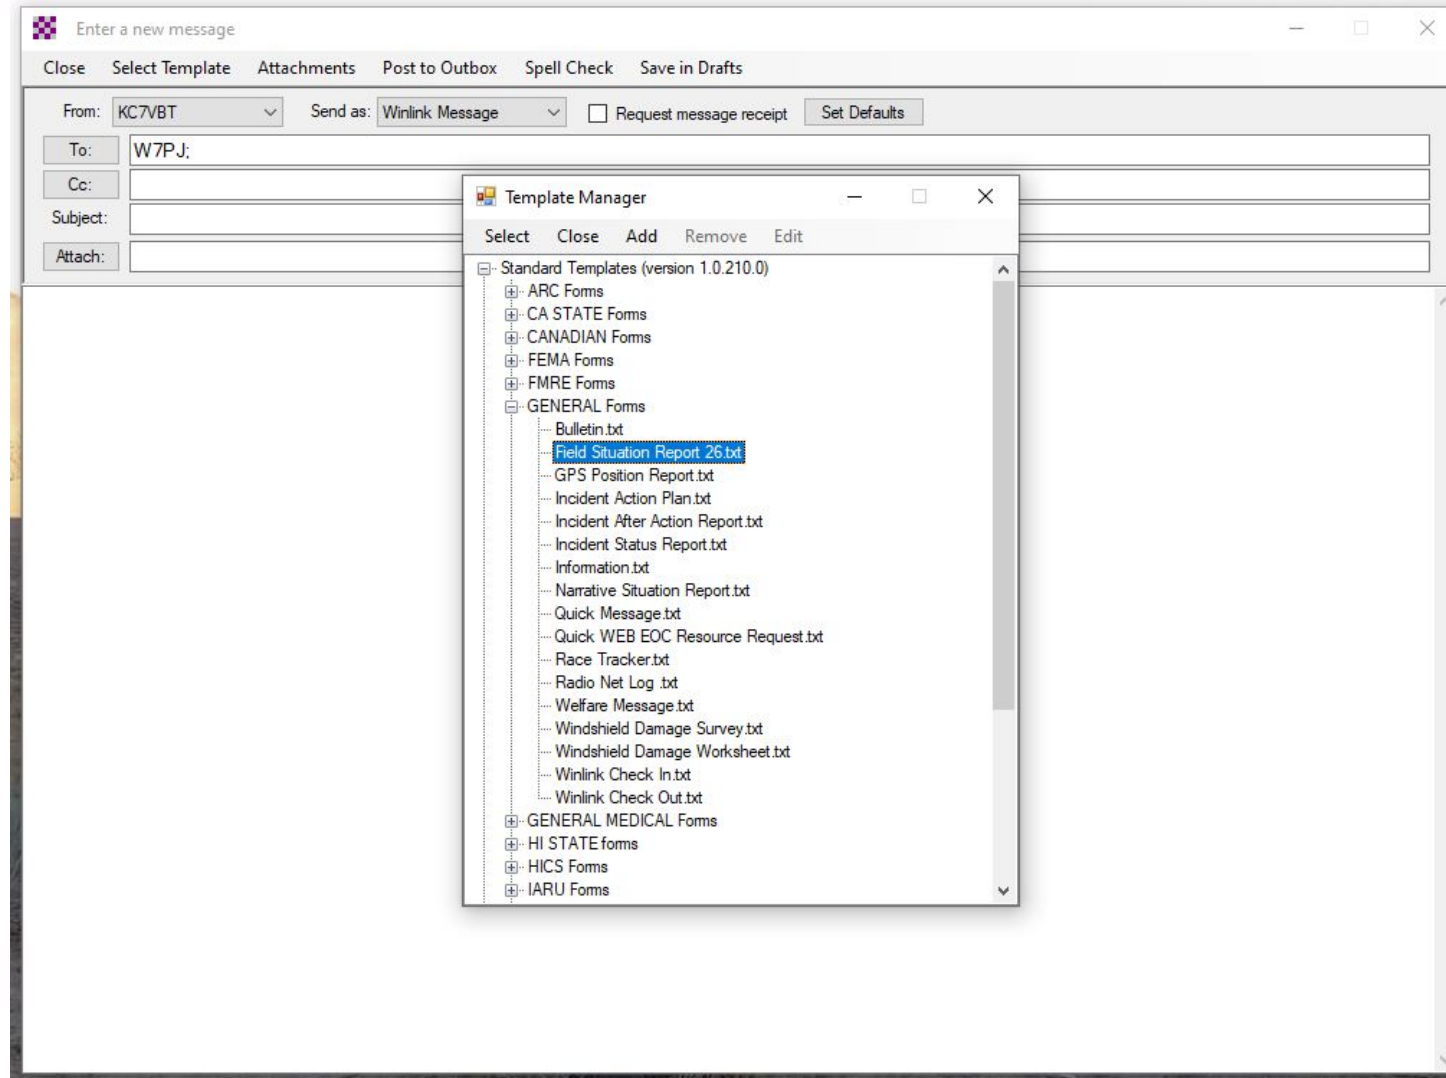 Enter a new message
Close Select Template Attachments Post to Outbox Spell Check Save in Drafts
From: KC7VBT Send as: Winlink Message Request message receipt Set Defaults
To: W7PJ;
Cc:
Subject:
Attach:
Template Manager
Select Close Add Remove Edit
Standard Templates (version 1.0.210.0)
ARC Forms
CA STATE Forms
CANADIAN Forms
FEMA Forms
FMRE Forms
GENERAL Forms
Bulletin.txt
Field Situation Report 26.txt
GPS Position Report.txt
Incident Action Plan.txt
Incident After Action Report.txt
Incident Status Report.txt
Information.txt
Narrative Situation Report.txt
Quick Message.txt
Quick WEB EOC Resource Request.txt
Race Tracker.txt
Radio Net Log .txt
Welfare Message.txt
Windshield Damage Survey.txt
Windshield Damage Worksheet.txt
Winlink Check In.txt
Winlink Check Out.txt
GENERAL MEDICAL Forms
HI STATE forms
HICS Forms
IARU Forms